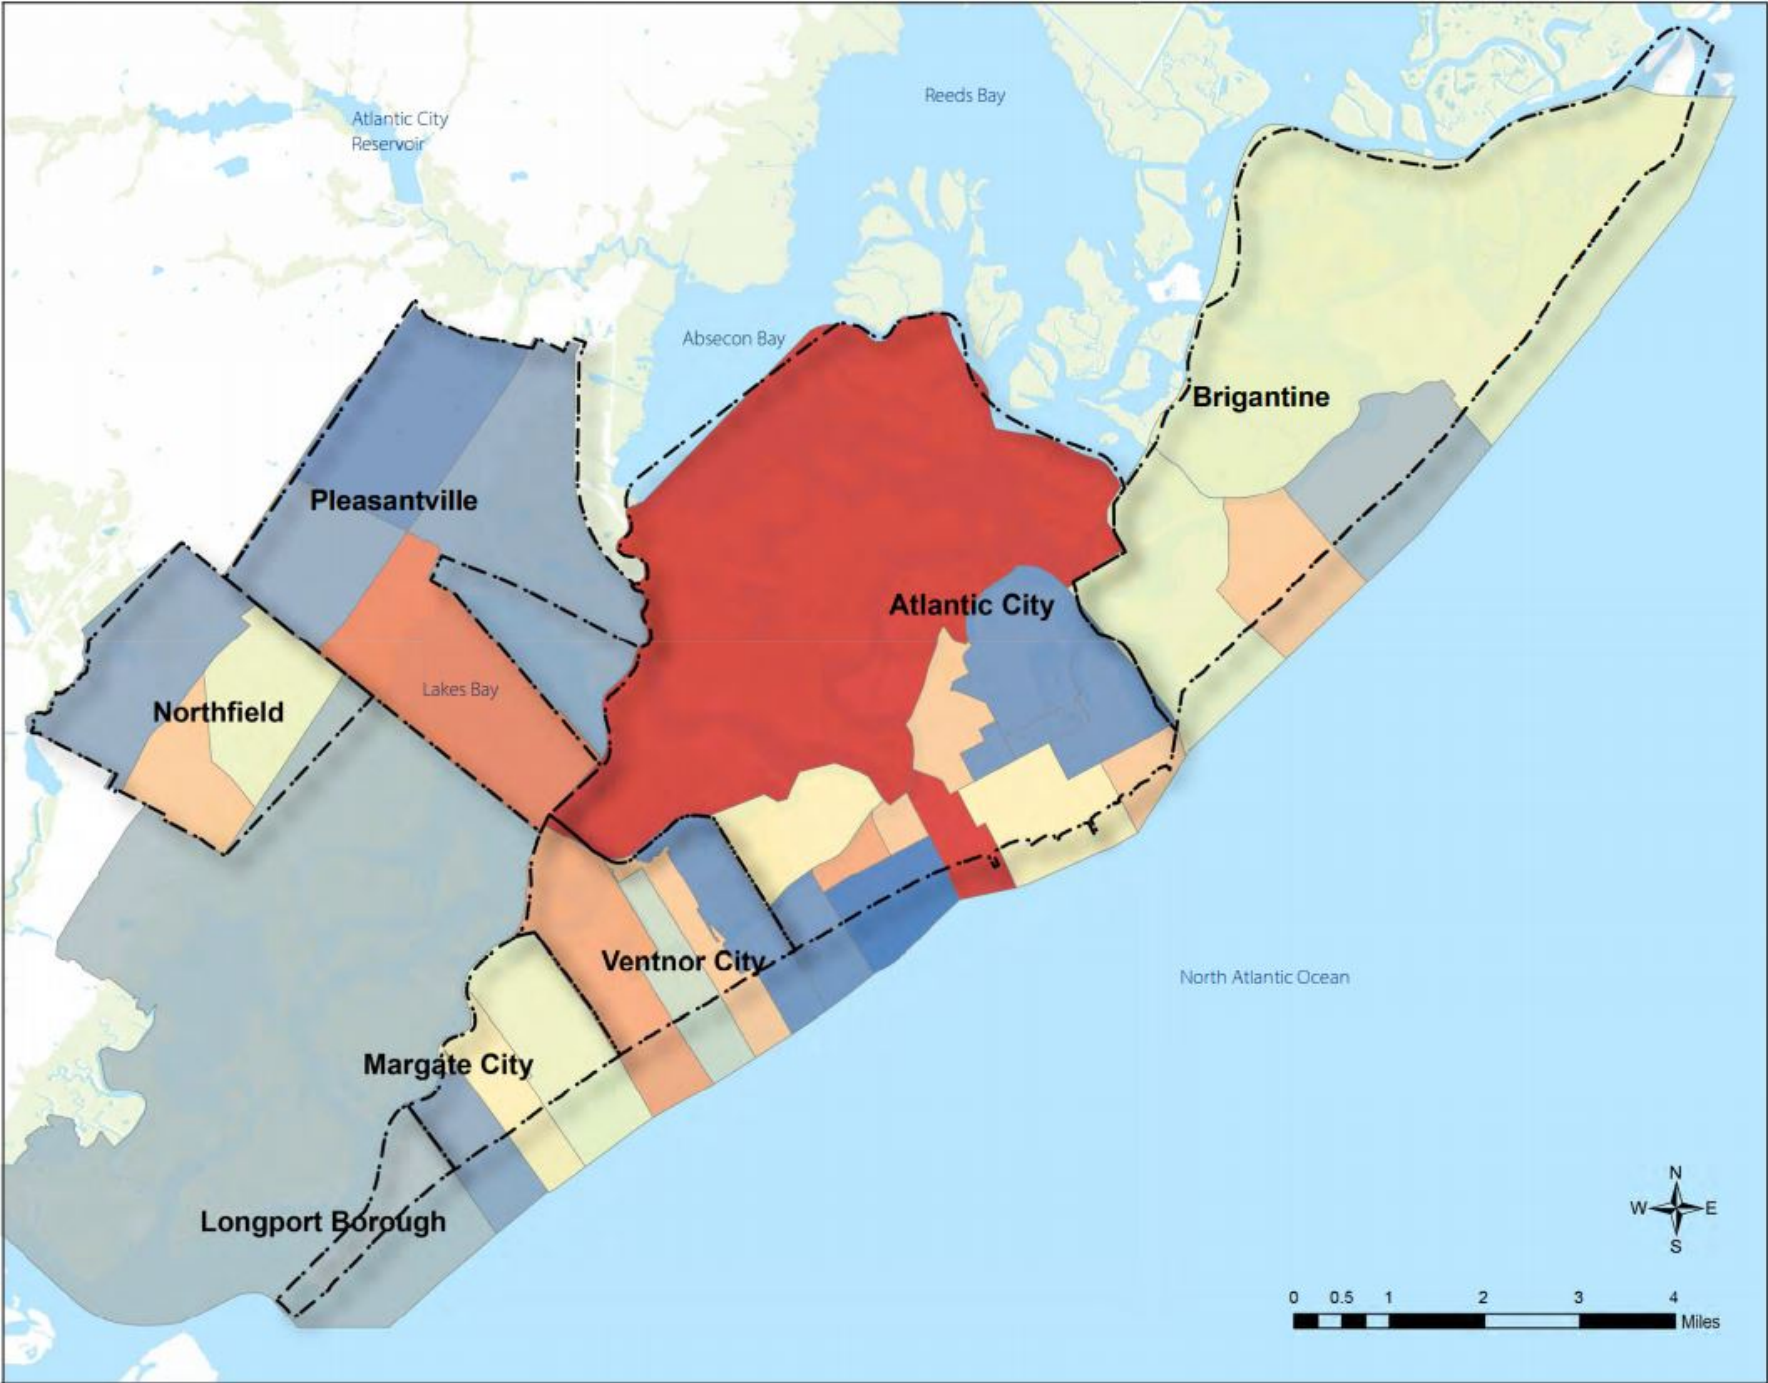 Reeds Bay
Atlantic City
Reservoir
Absecon Bay
Brigantine
Pleasantville
Atlantic City
Lakes Bay
Northfield
Ventnor City
North Atlantic Ocean
Margate City
Longport Borough
N
W E
S
0 0.5 1 2 3 4
Miles